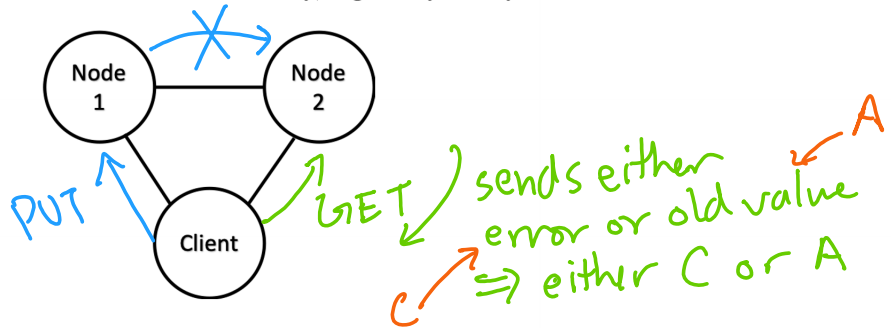 Node
1
Node
2
Client
PUT
GET
sends either
error or old value
⇒ either C or A
C
A